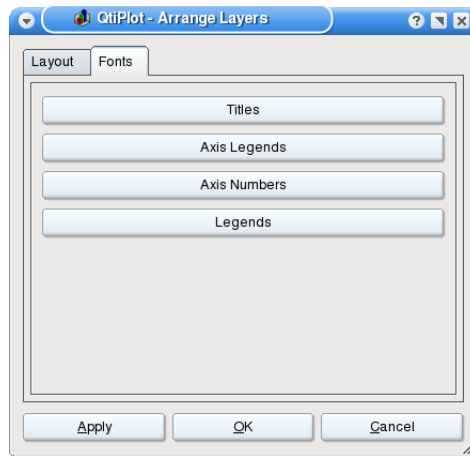 QtiPlot - Arrange Layers
Layout Fonts
Titles
Axis Legends
Axis Numbers
Legends
Apply OK Cancel